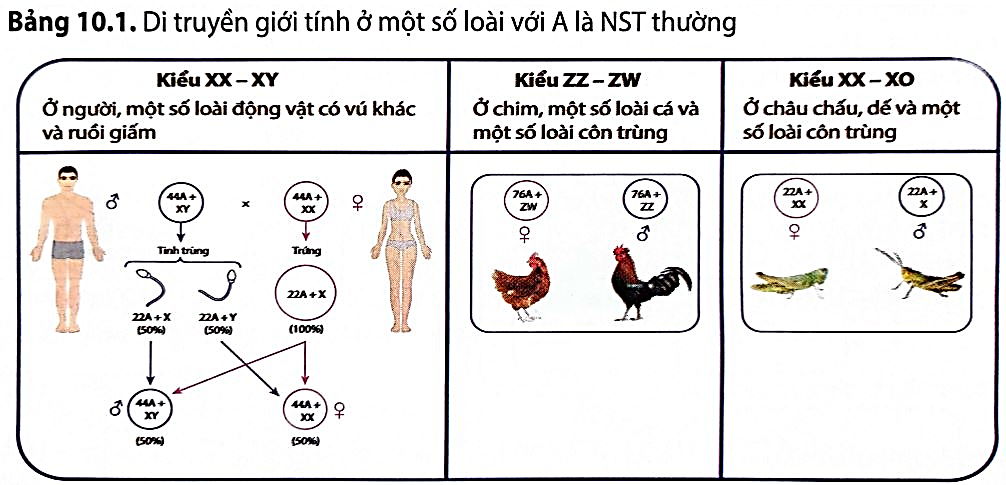 Bảng 10.1. Di truyền giới tính ở một số loài với A là NST thường
Kiểu XX – XY
Ở người, một số loài động vật có vú khác
và ruồi giấm
Kiểu ZZ – ZW
Ở chim, một số loài cá và
một số loài côn trùng
Kiểu XX – XO
Ở châu chấu, dế và một
số loài côn trùng
♂
44A +
XY
x
44A +
XX
♀
Tinh trùng
Trứng
22A + X
(50%)
22A + Y
(50%)
22A + X
(100%)
♂
44A +
XY
(50%)
44A +
XX
♀
(50%)
76A +
ZW
♀
76A +
ZZ
♂
22A +
XX
♀
22A +
X
♂